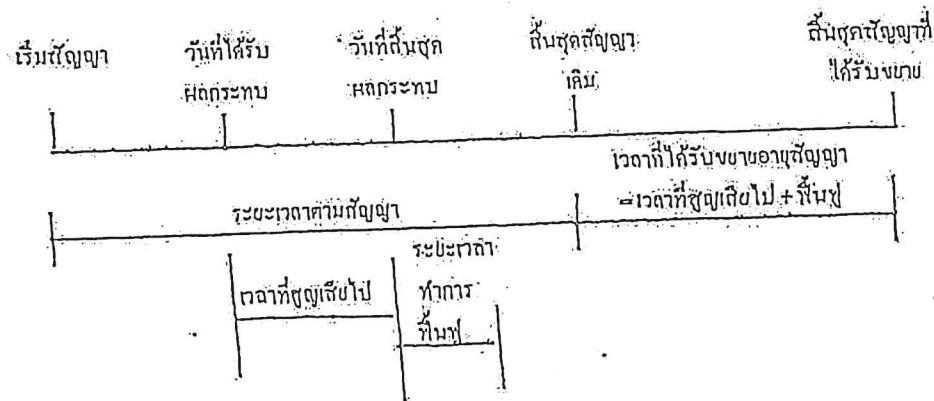 เริ่มสัญญา
วันที่ได้รับ
ผลกระทบ
วันที่สิ้นสุด
ผลกระทบ
สิ้นสุดสัญญา
เดิม
สิ้นสุดสัญญาที่
ได้รับขยาย
เวลาที่ได้รับขยายอายุสัญญา
=เวลาที่สูญเสียไป + ฟื้นฟู
ระยะเวลาตามสัญญา
เวลาที่สูญเสียไป
ระยะเวลา
ทำการ
ฟื้นฟู